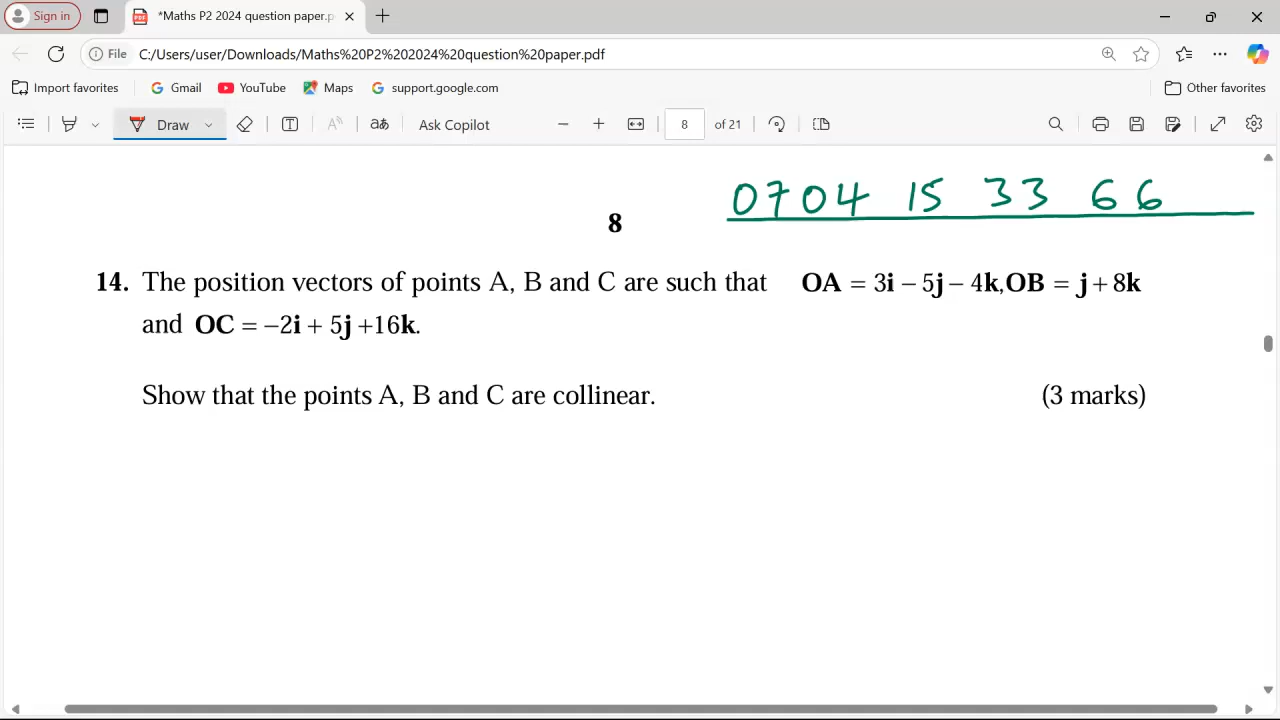 Sign in
*Maths P2 2024 question paper.p
File C:/Users/user/Downloads/Maths%20P2%202024%20question%20paper.pdf
Import favorites Gmail YouTube Maps support.google.com Other favorites
Draw T A aあ Ask Copilot 8 of 21
0704 15 33 66
8
14. The position vectors of points A, B and C are such that OA = 3i − 5j − 4k, OB = j + 8k
and OC = −2i + 5j +16k.
Show that the points A, B and C are collinear. (3 marks)